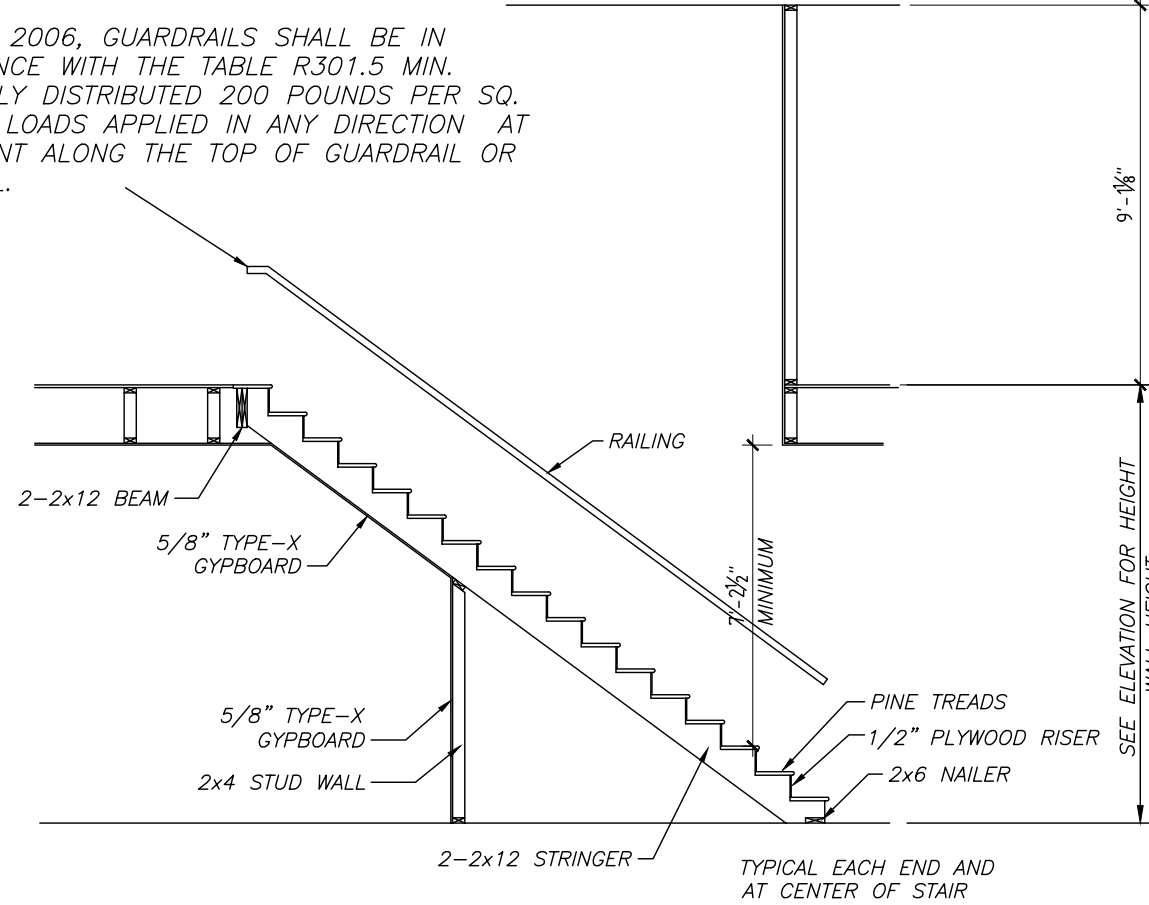 2006, GUARDRAILS SHALL BE IN
NCE WITH THE TABLE R301.5 MIN.
LY DISTRIBUTED 200 POUNDS PER SQ.
LOADS APPLIED IN ANY DIRECTION AT
NT ALONG THE TOP OF GUARDRAIL OR
9'-1⅛"
RAILING
2-2x12 BEAM
5/8" TYPE-X
GYPBOARD
7'-2½"
MINIMUM
SEE ELEVATION FOR HEIGHT
5/8" TYPE-X
GYPBOARD
PINE TREADS
1/2" PLYWOOD RISER
2x4 STUD WALL
2x6 NAILER
2-2x12 STRINGER
TYPICAL EACH END AND
AT CENTER OF STAIR